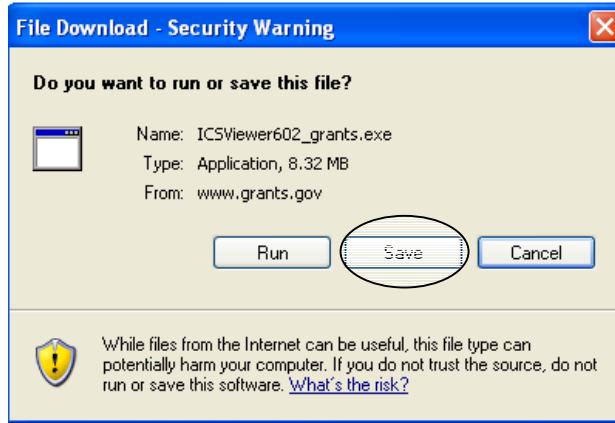 File Download - Security Warning
Do you want to run or save this file?
Name: ICSViewer602_grants.exe
Type: Application, 8.32 MB
From: www.grants.gov
Run Save Cancel
While files from the Internet can be useful, this file type can
potentially harm your computer. If you do not trust the source, do not
run or save this software. What's the risk?